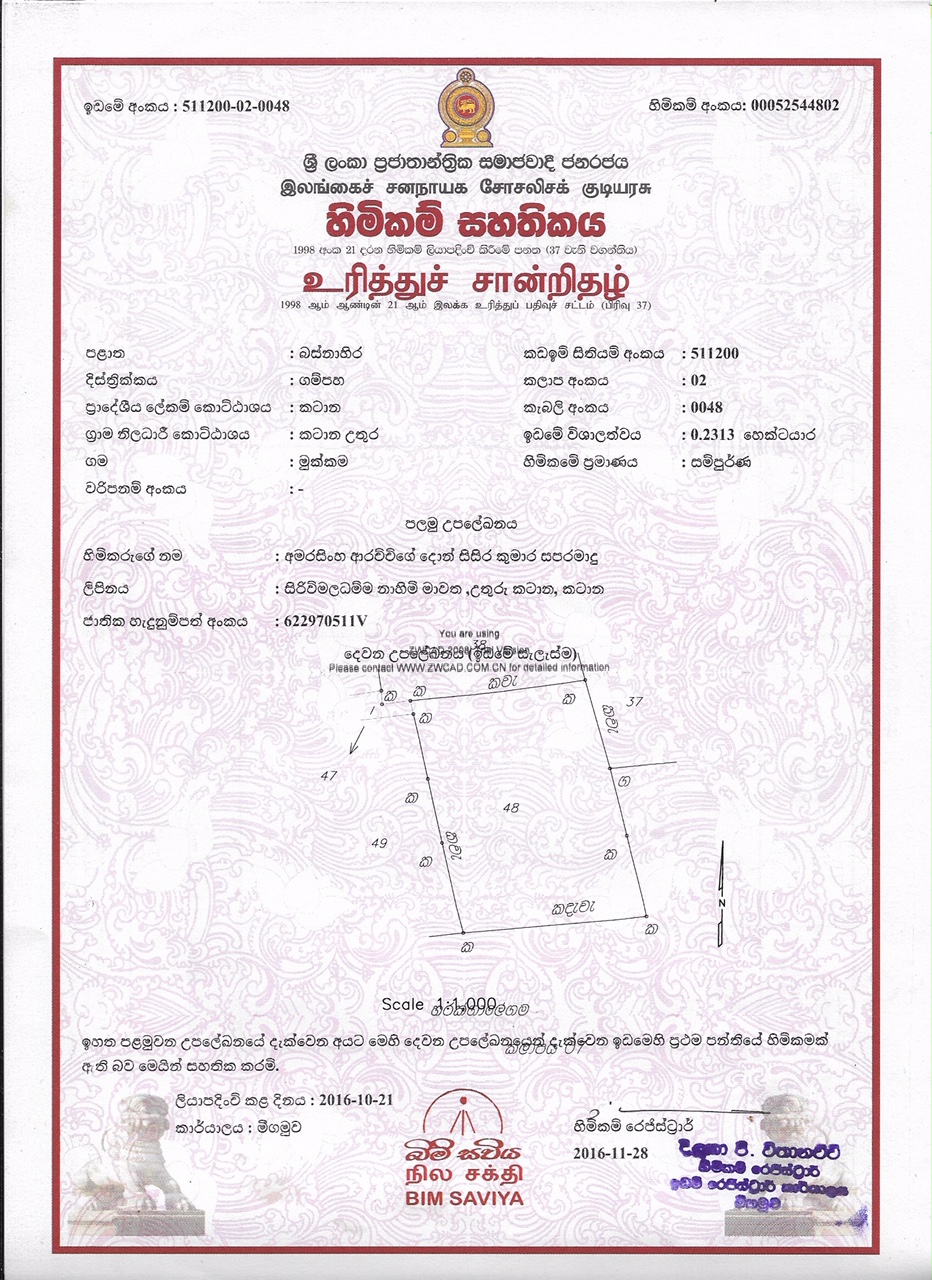 ඉඩමේ අංකය : 511200-02-0048
හිමිකම් අංකය: 00052544802
ශ්‍රී ලංකා ප්‍රජාතාන්ත්‍රික සමාජවාදී ජනරජය
இலங்கைச் சனநாயக சோசலிசக் குடியரசு
හිමිකම් සහතිකය
1998 අංක 21 දරන හිමිකම් ලියාපදිංචි කිරීමේ පනත (37 වැනි වගන්තිය)
உரித்துச் சான்றிதழ்
1998 ஆம் ஆண்டின் 21 ஆம் இலக்க உரித்துப் பதிவுச் சட்டம் (பிரிவு 37)
පළාත : බස්නාහිර
කඩඉම් සිතියම් අංකය : 511200
දිස්ත්‍රික්කය : ගම්පහ
කලාප අංකය : 02
ප්‍රාදේශීය ලේකම් කොට්ඨාශය : කටාන
කැබලි අංකය : 0048
ග්‍රාම නිලධාරී කොට්ඨාශය : කටාන උතුර
ඉඩමේ විශාලත්වය : 0.2313 හෙක්ටයාර
ගම : මුක්කම
හිමිකමේ ප්‍රමාණය : සම්පූර්ණ
වරිපනම් අංකය : -
පලමු උපලේඛනය
හිමිකරුගේ නම : අමරසිංහ ආරච්චිගේ දොන් සිසිර කුමාර සපරමාදු
ලිපිනය : සිරිවිමලධම්ම නාහිමි මාවත ,උතුරු කටාන, කටාන
ජාතික හැදුනුම්පත් අංකය : 622970511V
You are using
38
දෙවන උපලේඛනය (ඉඩමේ සැලැස්ම)
Please contact WWW.ZWCAD.COM.CN for detailed information
ක ක කවැ
ක
ක
37
ලහු
1
47
ග
ක
48
49
ලහු
ක
ක
N
කදැවැ
ක
ක
Scale 1:1,000
ඉහත පළමුවන උපලේඛනයේ දැක්වෙන අයට මෙහි දෙවන උපලේඛනයෙන් දැක්වෙන ඉඩමෙහි ප්‍රථම පන්තියේ හිමිකමක්
ඇති බව මෙයින් සහතික කරමි.
ලියාපදිංචි කළ දිනය : 2016-10-21
කාර්යාලය : මීගමුව
බිම් සවිය
நில சக்தி
BIM SAVIYA
හිමිකම් රෙජිස්ට්‍රාර්
2016-11-28
හිමිකම් රෙජිස්ට්‍රාර්
ඉඩම් රෙජිස්ට්‍රාර් කාර්යාලය
මීගමුව